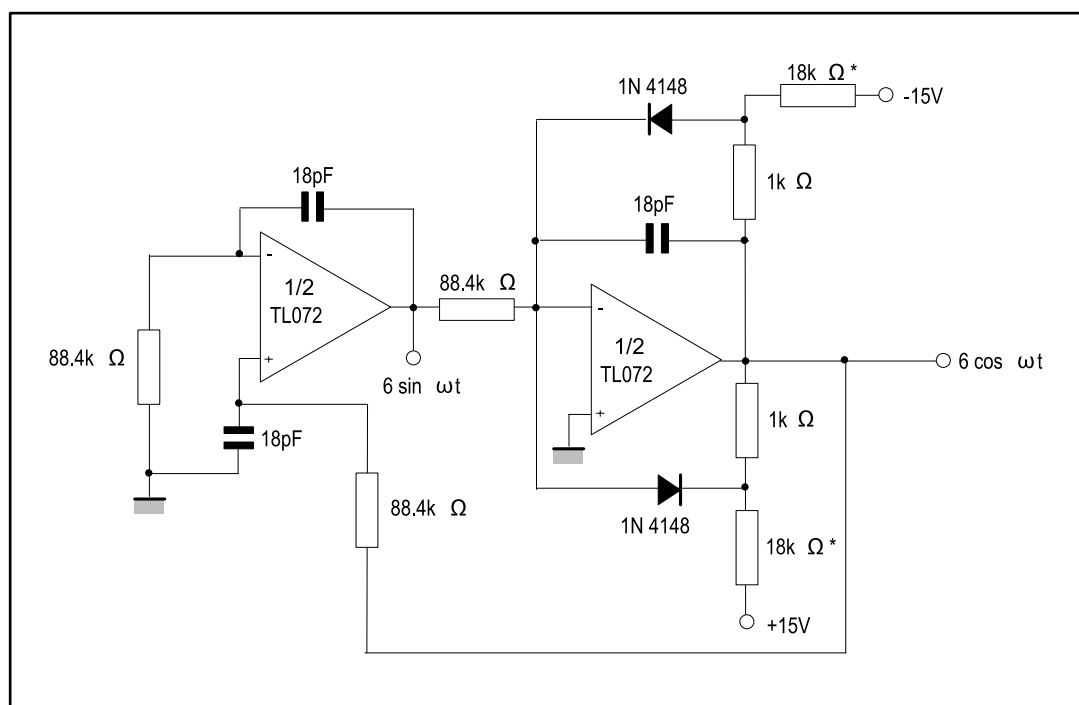 18k Ω *
-15V
1N 4148
1k Ω
18pF
18pF
-
1/2
TL072
+
88.4k Ω
88.4k Ω
6 sin ωt
-
1/2
TL072
+
6 cos ωt
18pF
88.4k Ω
1k Ω
1N 4148
18k Ω *
+15V